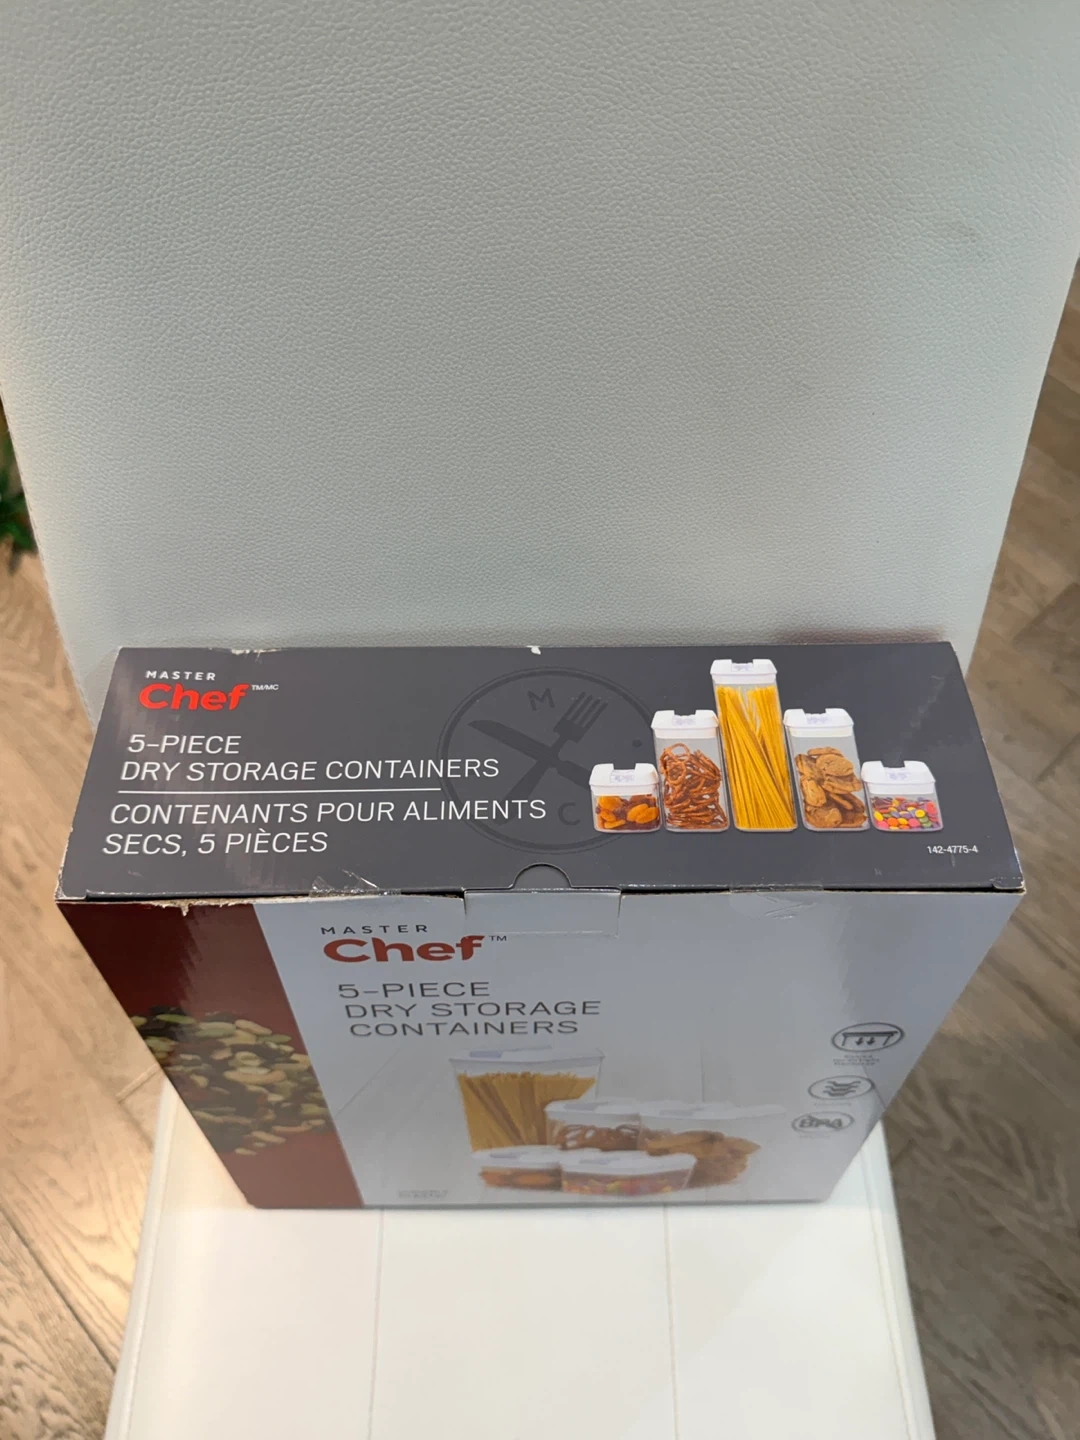 MASTER
Chef TM/MC
5-PIECE
DRY STORAGE CONTAINERS
CONTENANTS POUR ALIMENTS
SECS, 5 PIÈCES
M
C
142-4775-4
MASTER
Chef TM
5-PIECE
DRY STORAGE
CONTAINERS
BPA